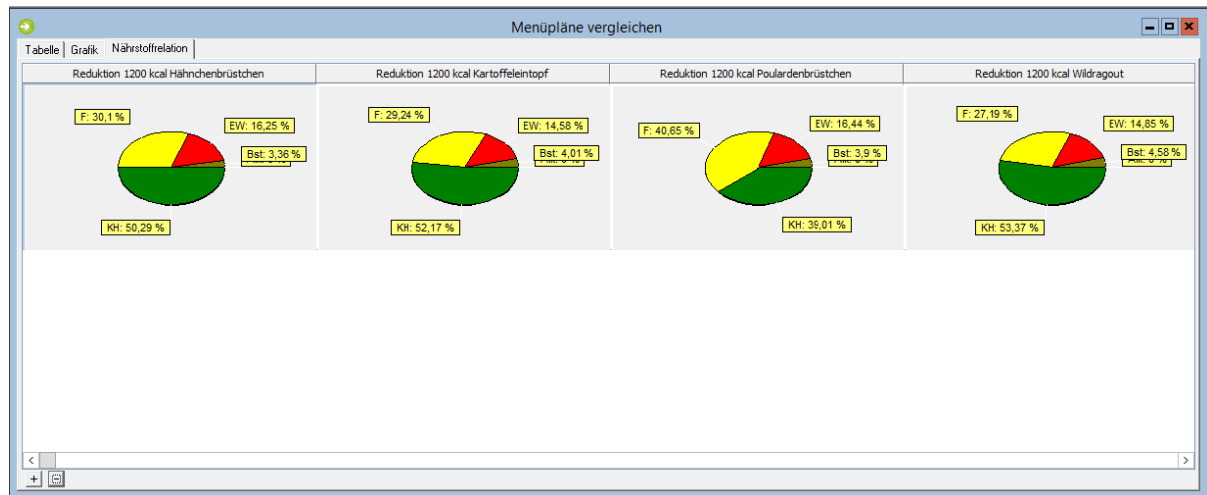 Menüpläne vergleichen
Tabelle Grafik Nährstoffrelation
Reduktion 1200 kcal Hähnchenbrüstchen Reduktion 1200 kcal Kartoffeleintopf Reduktion 1200 kcal Poulardenbrüstchen Reduktion 1200 kcal Wildragout
F: 30,1 %
EW: 16,25 %
Bst: 3,36 %
KH: 50,29 %
F: 29,24 %
EW: 14,58 %
Bst: 4,01 %
KH: 52,17 %
F: 40,65 %
EW: 16,44 %
Bst: 3,9 %
KH: 39,01 %
F: 27,19 %
EW: 14,85 %
Bst: 4,58 %
KH: 53,37 %